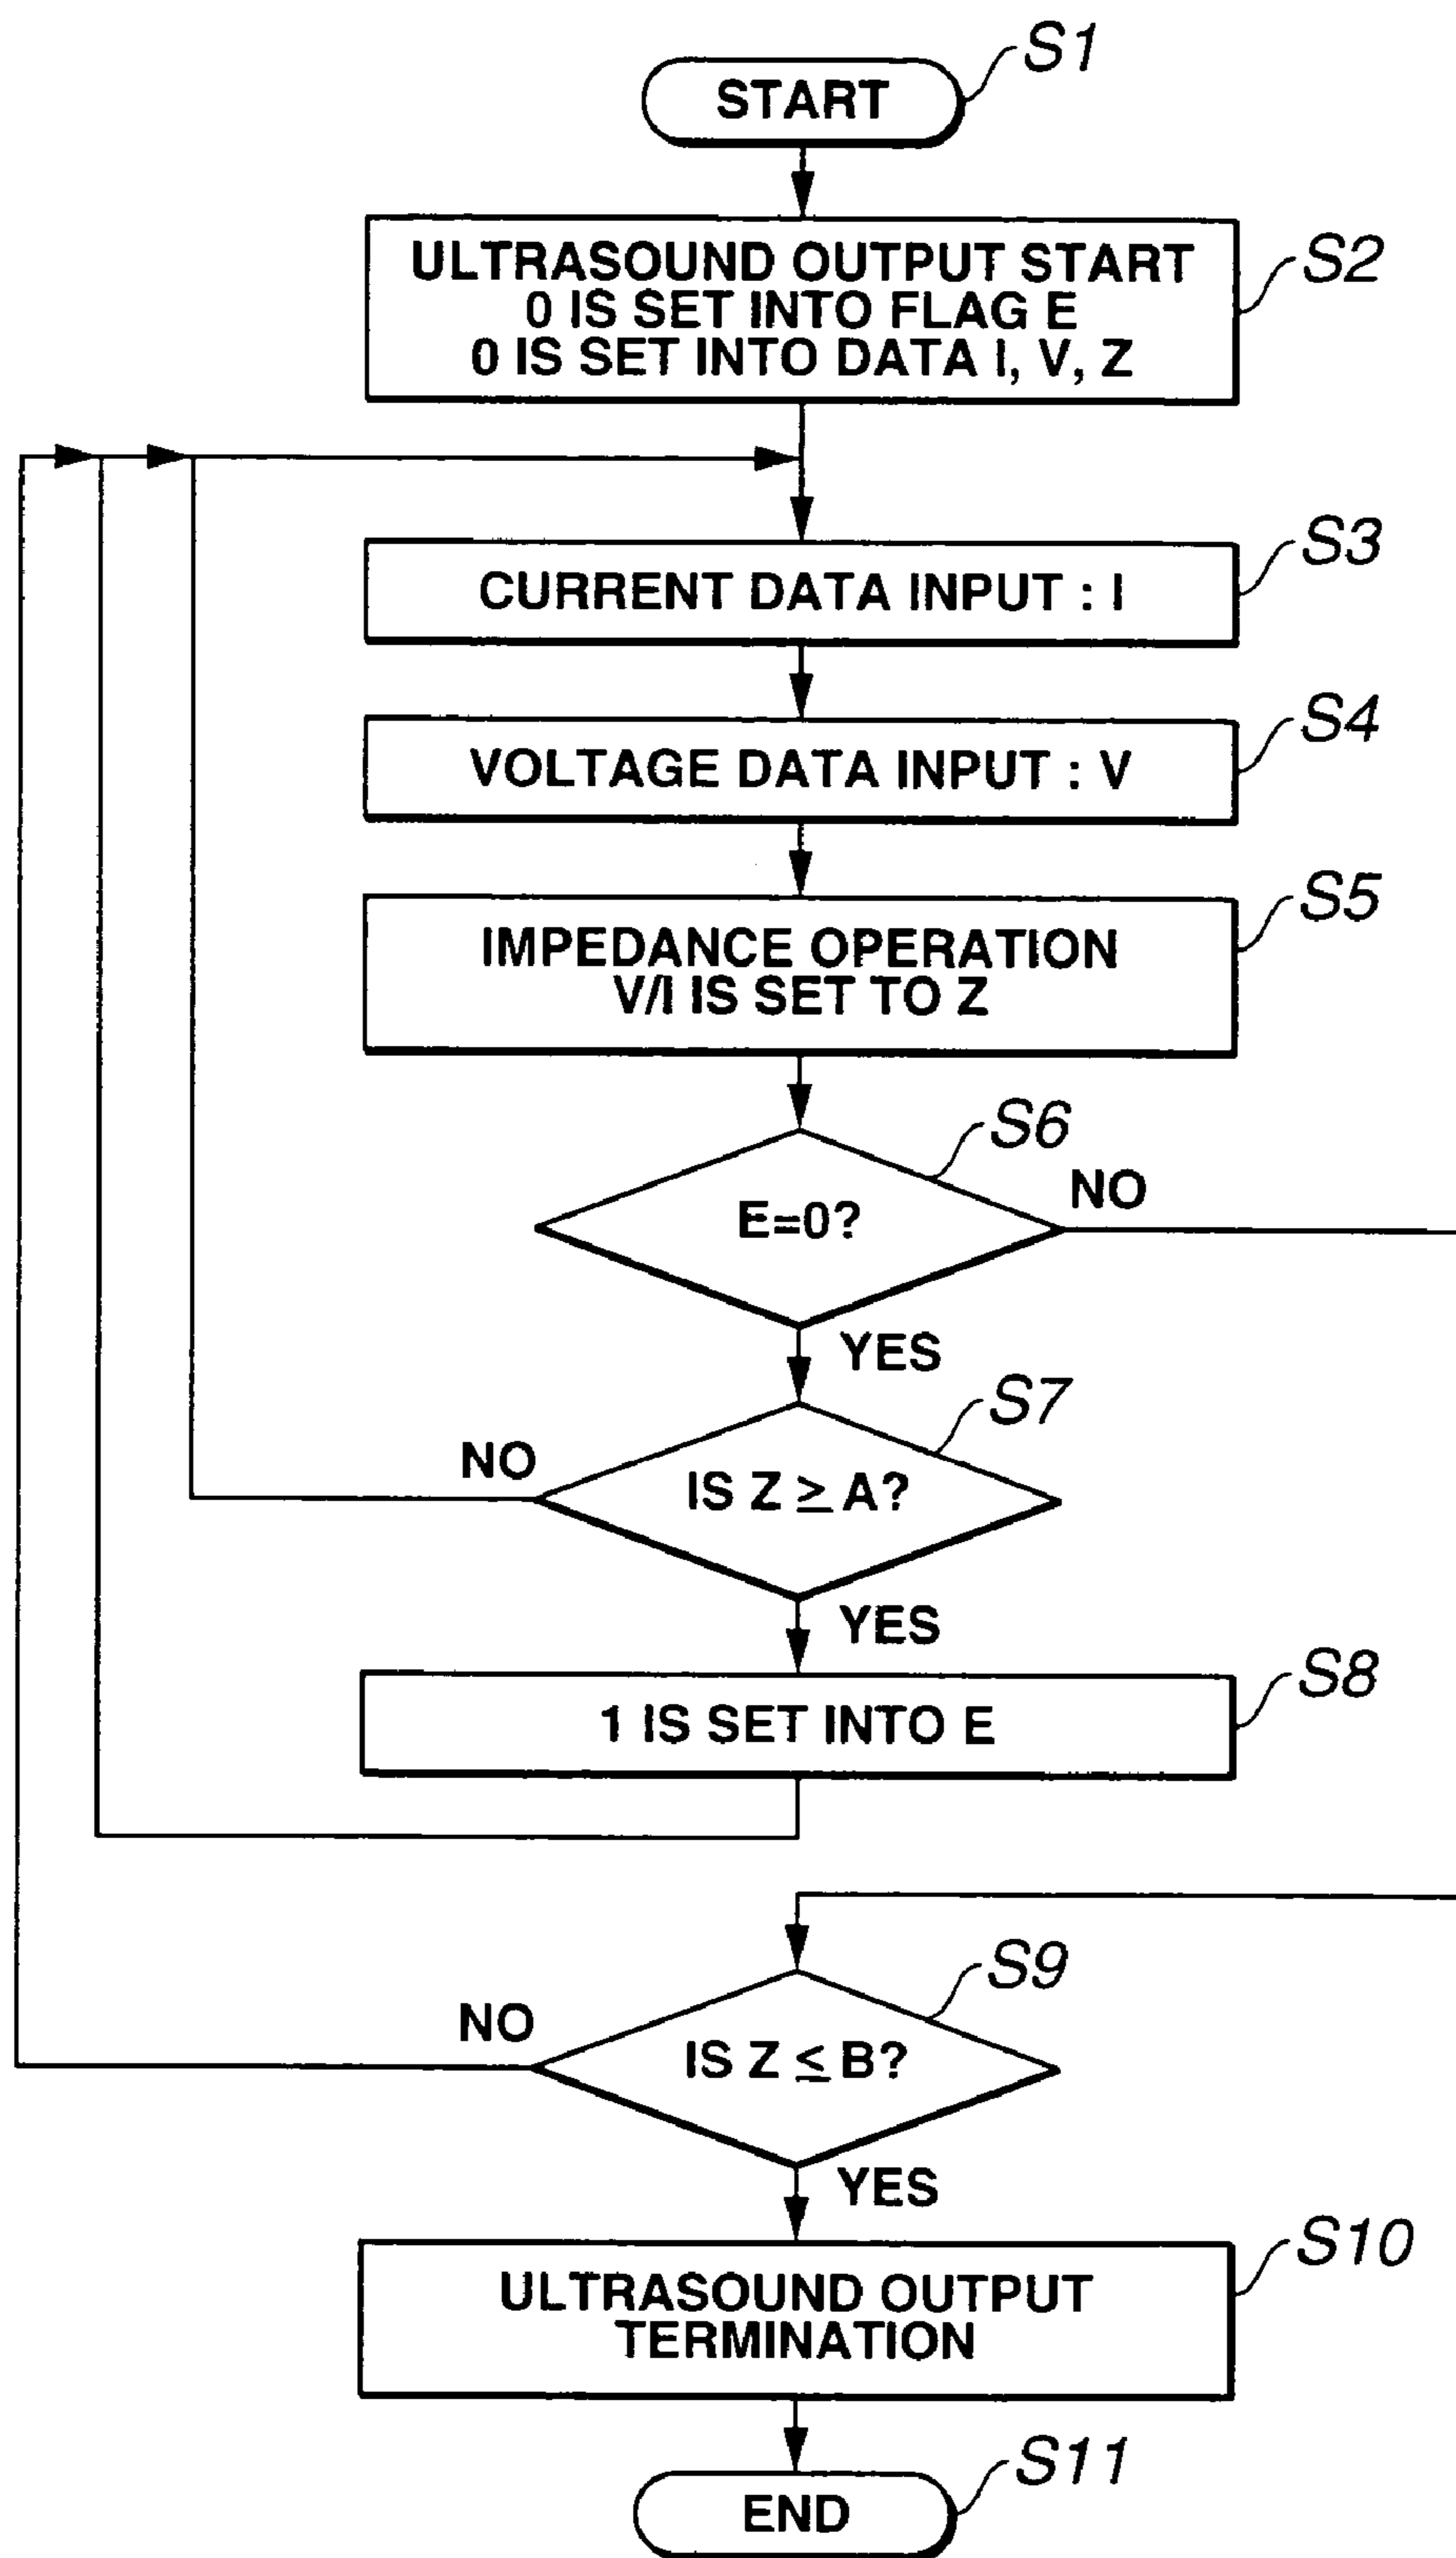 S1
START
ULTRASOUND OUTPUT START
0 IS SET INTO FLAG E
0 IS SET INTO DATA I, V, Z
S2
S3
CURRENT DATA INPUT : I
S4
VOLTAGE DATA INPUT : V
S5
IMPEDANCE OPERATION
V/I IS SET TO Z
S6
NO
E=0?
YES
S7
NO
IS Z ≥ A?
YES
S8
1 IS SET INTO E
S9
NO
IS Z ≤ B?
YES
S10
ULTRASOUND OUTPUT
TERMINATION
S11
END